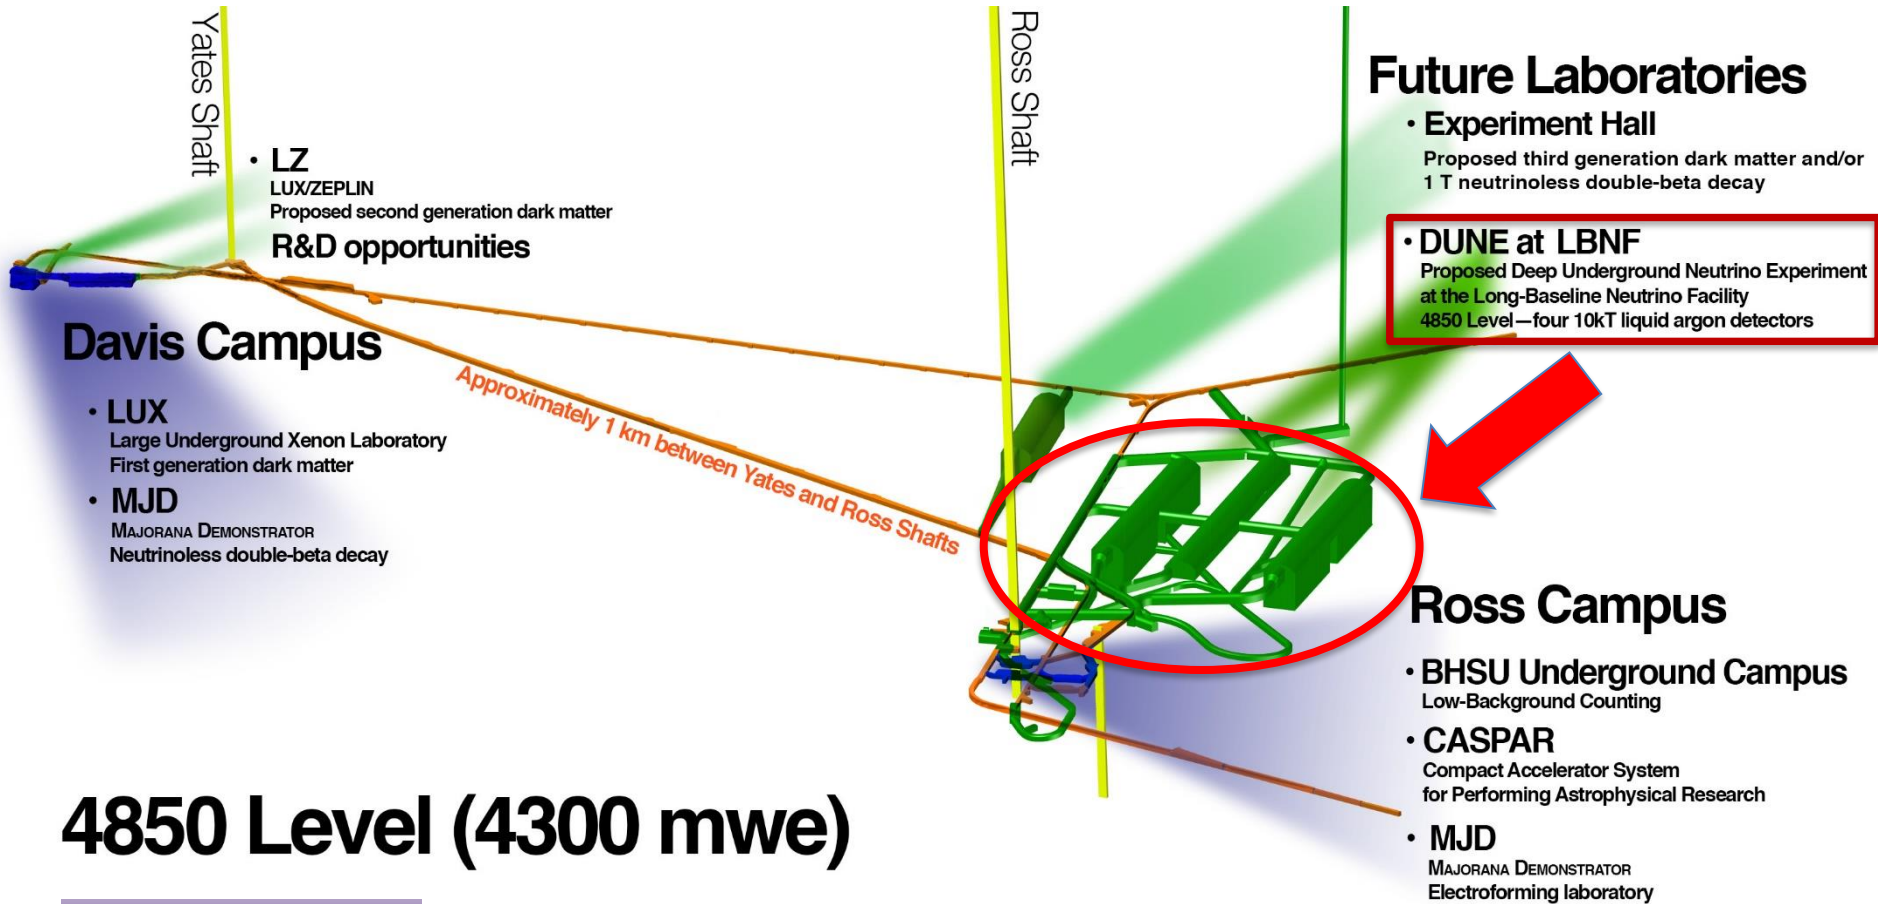 Yates Shaft
• LZ
LUX/ZEPLIN
Proposed second generation dark matter
R&D opportunities
Davis Campus
• LUX
Large Underground Xenon Laboratory
First generation dark matter
• MJD
MAJORANA DEMONSTRATOR
Neutrinoless double-beta decay
Approximately 1 km between Yates and Ross Shafts
Ross Shaft
Future Laboratories
• Experiment Hall
Proposed third generation dark matter and/or
1 T neutrinoless double-beta decay
• DUNE at LBNF
Proposed Deep Underground Neutrino Experiment
at the Long-Baseline Neutrino Facility
4850 Level—four 10kT liquid argon detectors
Ross Campus
• BHSU Underground Campus
Low-Background Counting
• CASPAR
Compact Accelerator System
for Performing Astrophysical Research
• MJD
MAJORANA DEMONSTRATOR
Electroforming laboratory
4850 Level (4300 mwe)